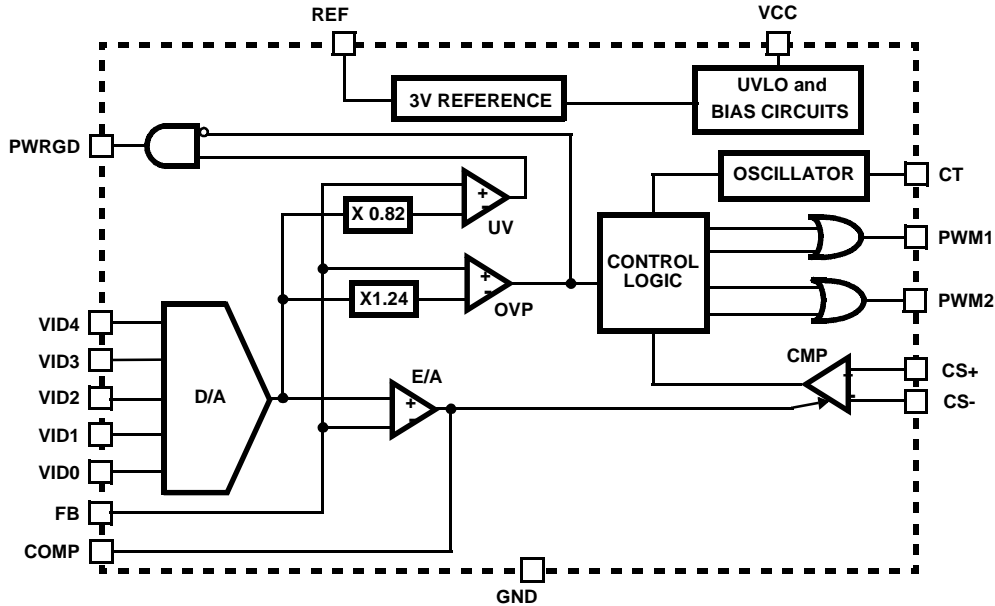 REF
VCC
3V REFERENCE
UVLO and
BIAS CIRCUITS
PWRGD
OSCILLATOR
CT
X 0.82
+
-
UV
CONTROL
LOGIC
PWM1
X1.24
+
-
OVP
PWM2
VID4
VID3
VID2
VID1
VID0
D/A
E/A
+
-
CMP
+
-
CS+
CS-
FB
COMP
GND